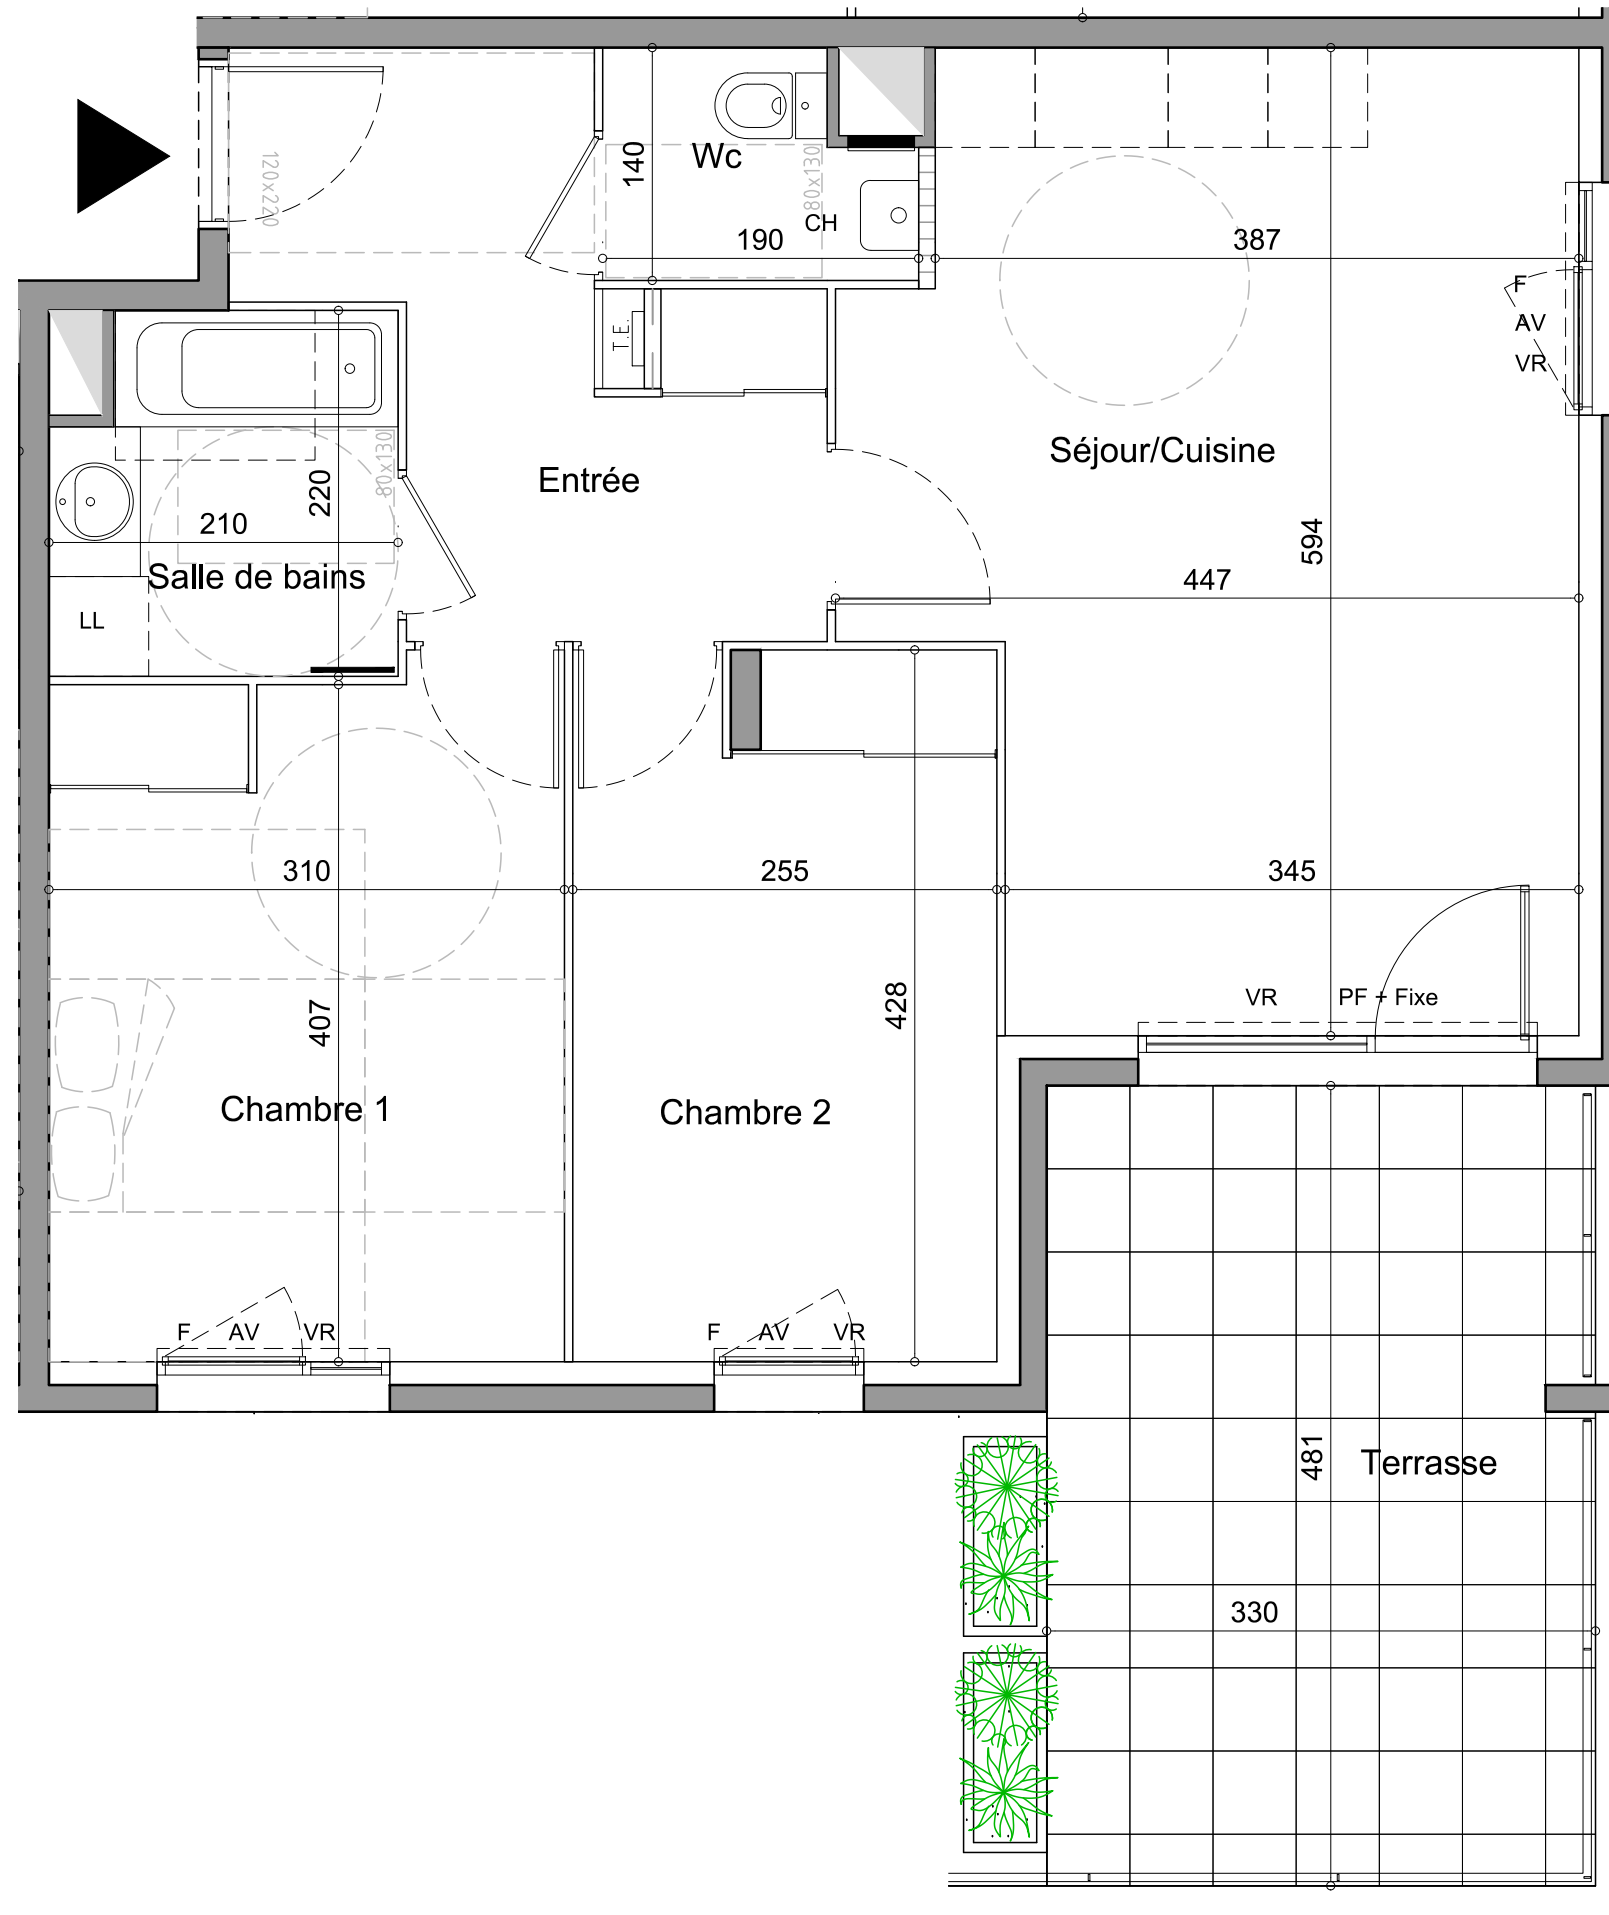 120x220
140
Wc
80x130
CH
190
387
F
AV
VR
T.E.
Séjour/Cuisine
Entrée
80x130
220
210
594
Salle de bains
447
LL
310
255
345
407
428
VR
PF + Fixe
Chambre 1
Chambre 2
F
AV
VR
F
AV
VR
481
Terrasse
330